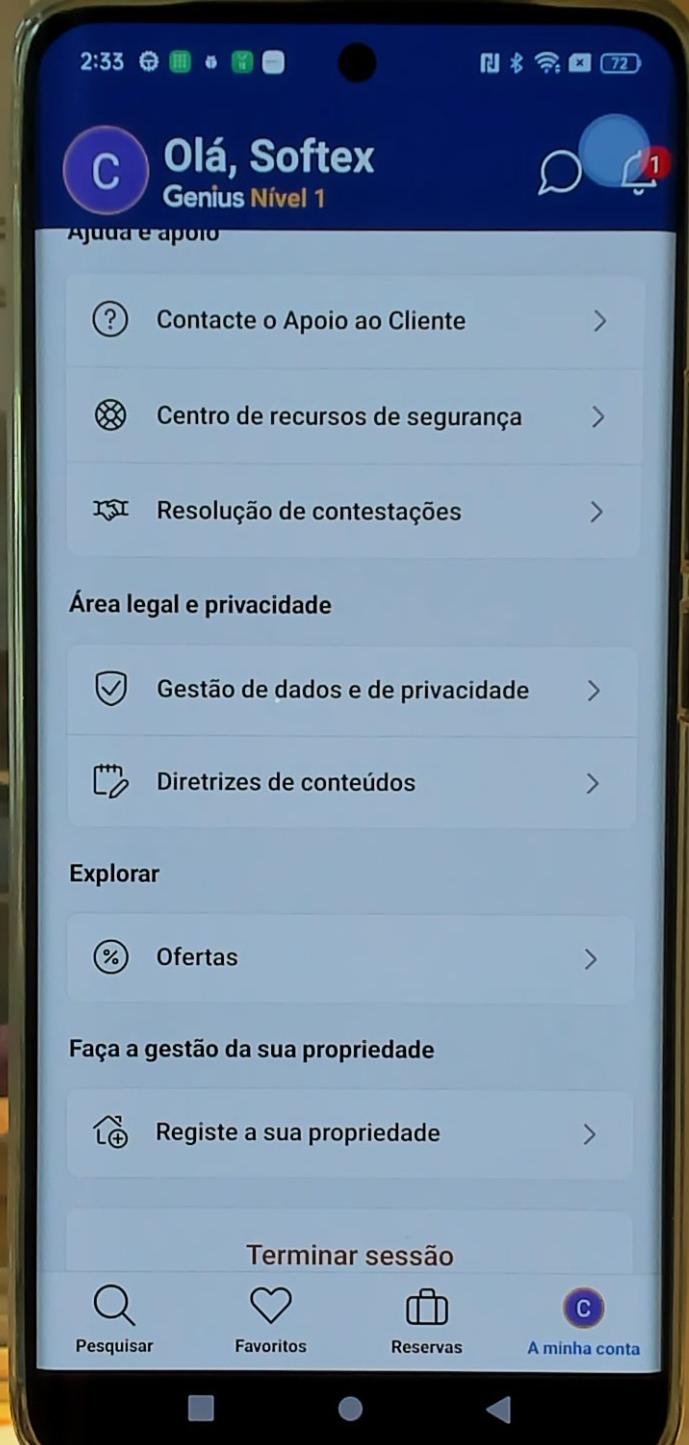 2:33
72
C
Olá, Softex
1
Genius Nível 1
Ajuda e apoio
Contacte o Apoio ao Cliente
Centro de recursos de segurança
Resolução de contestações
Área legal e privacidade
Gestão de dados e de privacidade
Diretrizes de conteúdos
Explorar
Ofertas
Faça a gestão da sua propriedade
Registe a sua propriedade
Terminar sessão
C
Pesquisar
Favoritos
Reservas
A minha conta